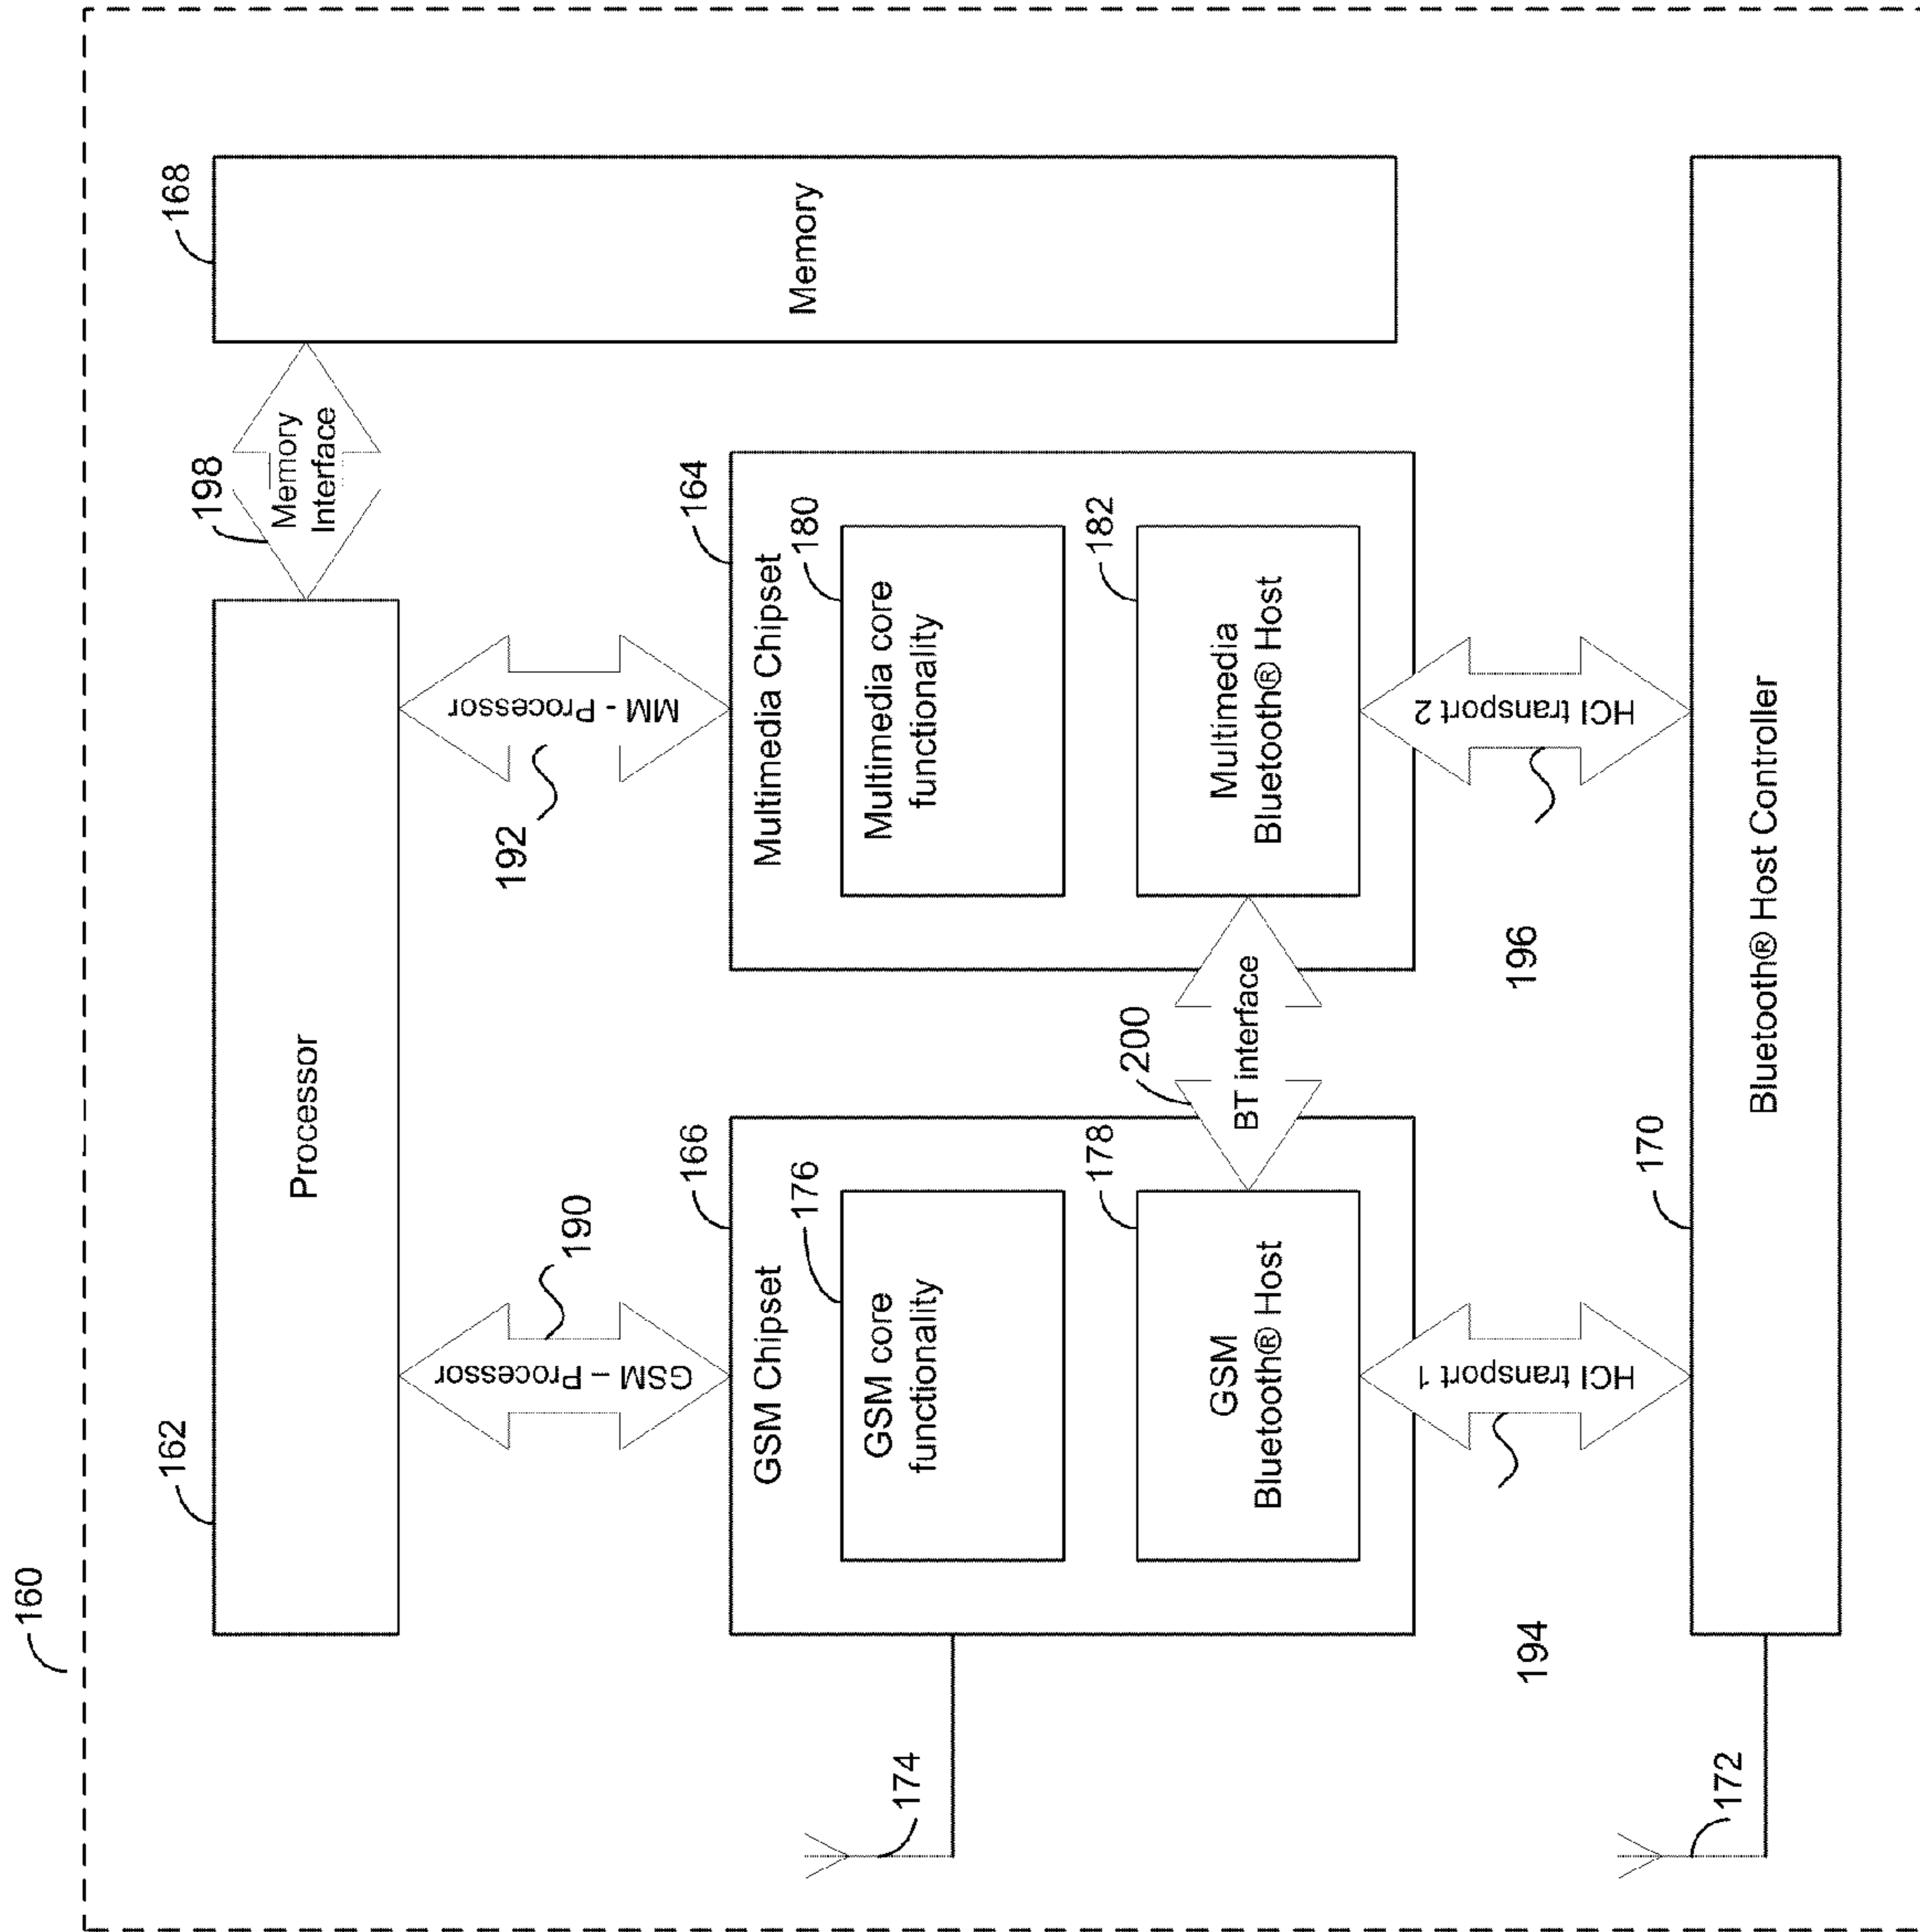 160
162
Processor
198
Memory
Interface
168
Memory
GSM – Processor
190
MM - Processor
192
166
GSM Chipset
176
GSM core
functionality
178
GSM
Bluetooth® Host
174
200
BT interface
164
Multimedia Chipset
180
Multimedia core
functionality
182
Multimedia
Bluetooth® Host
194
HCI transport 1
196
HCI transport 2
170
Bluetooth® Host Controller
172